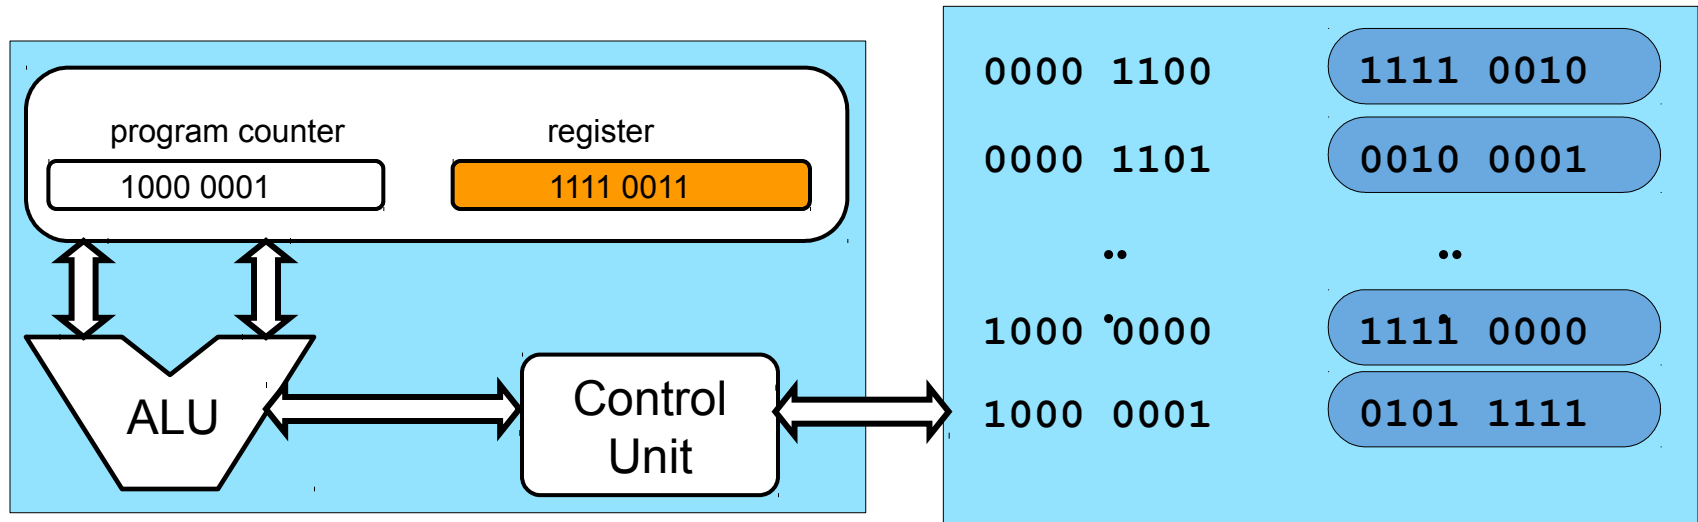 program counter
register
1000 0001
1111 0011
ALU
Control
Unit
0000 1100 1111 0010
0000 1101 0010 0001
.. ..
. .
1000 0000 1111 0000
1000 0001 0101 1111